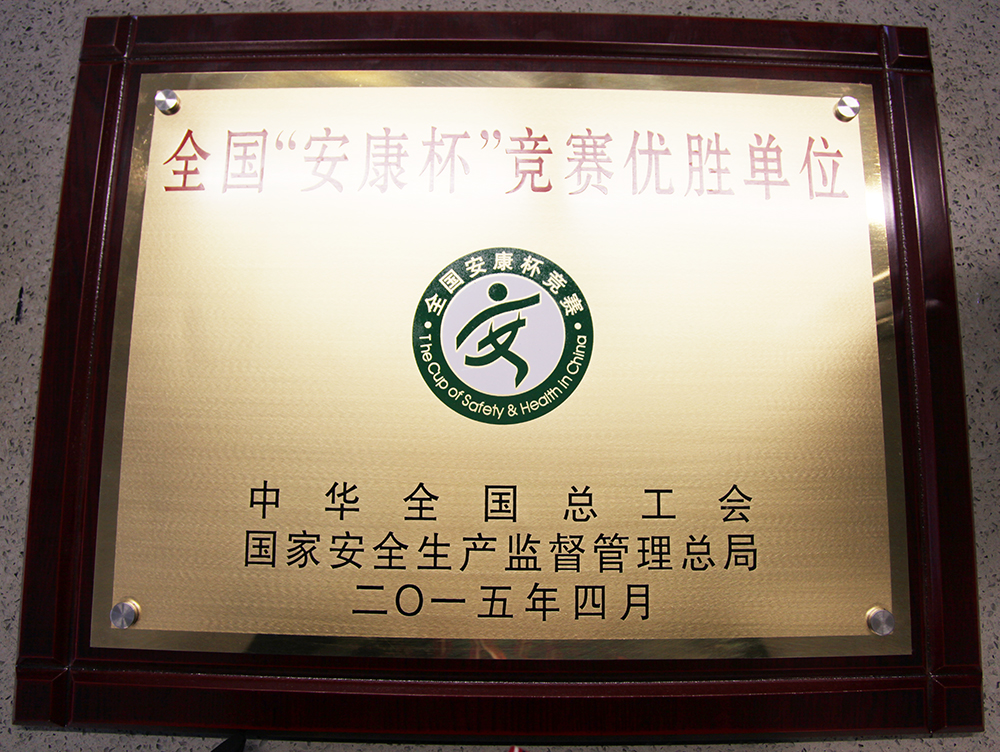 全国“安康杯”竞赛优胜单位
全国安康杯竞赛
The Cup of Safety & Health in China
中华全国总工会
国家安全生产监督管理总局
二〇一五年四月